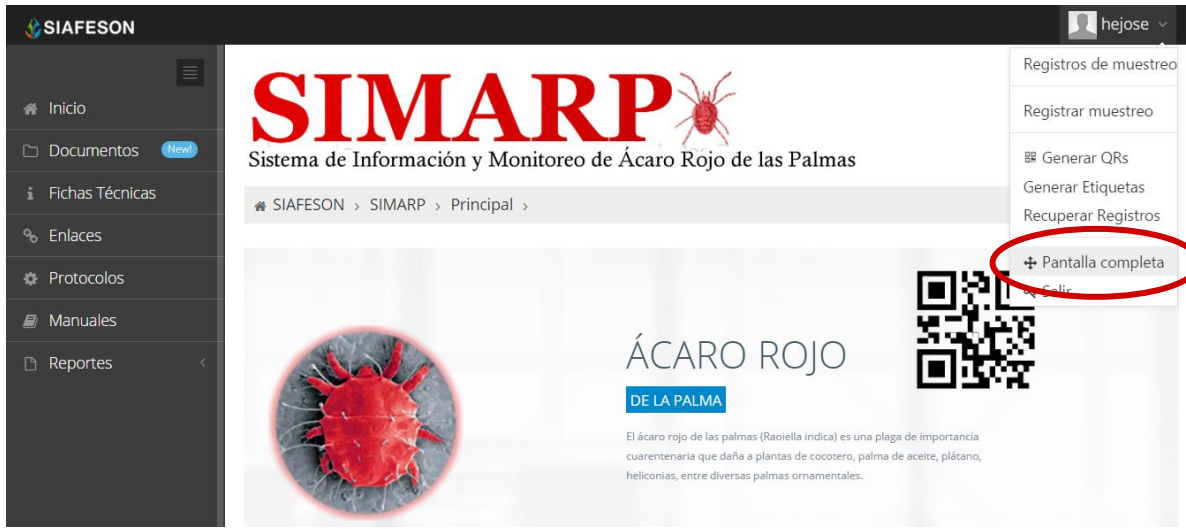 SIAFESON
hejose
Inicio
Documentos New!
Fichas Técnicas
Enlaces
Protocolos
Manuales
Reportes
SIMARP
Sistema de Información y Monitoreo de Ácaro Rojo de las Palmas
SIAFESON > SIMARP > Principal >
Registros de muestreo
Registrar muestreo
Generar QRs
Generar Etiquetas
Recuperar Registros
Pantalla completa
Salir
ÁCARO ROJO
DE LA PALMA
El ácaro rojo de las palmas (Raoiella indica) es una plaga de importancia
cuarentenaria que daña a plantas de cocotero, palma de aceite, plátano,
heliconias, entre diversas palmas ornamentales.